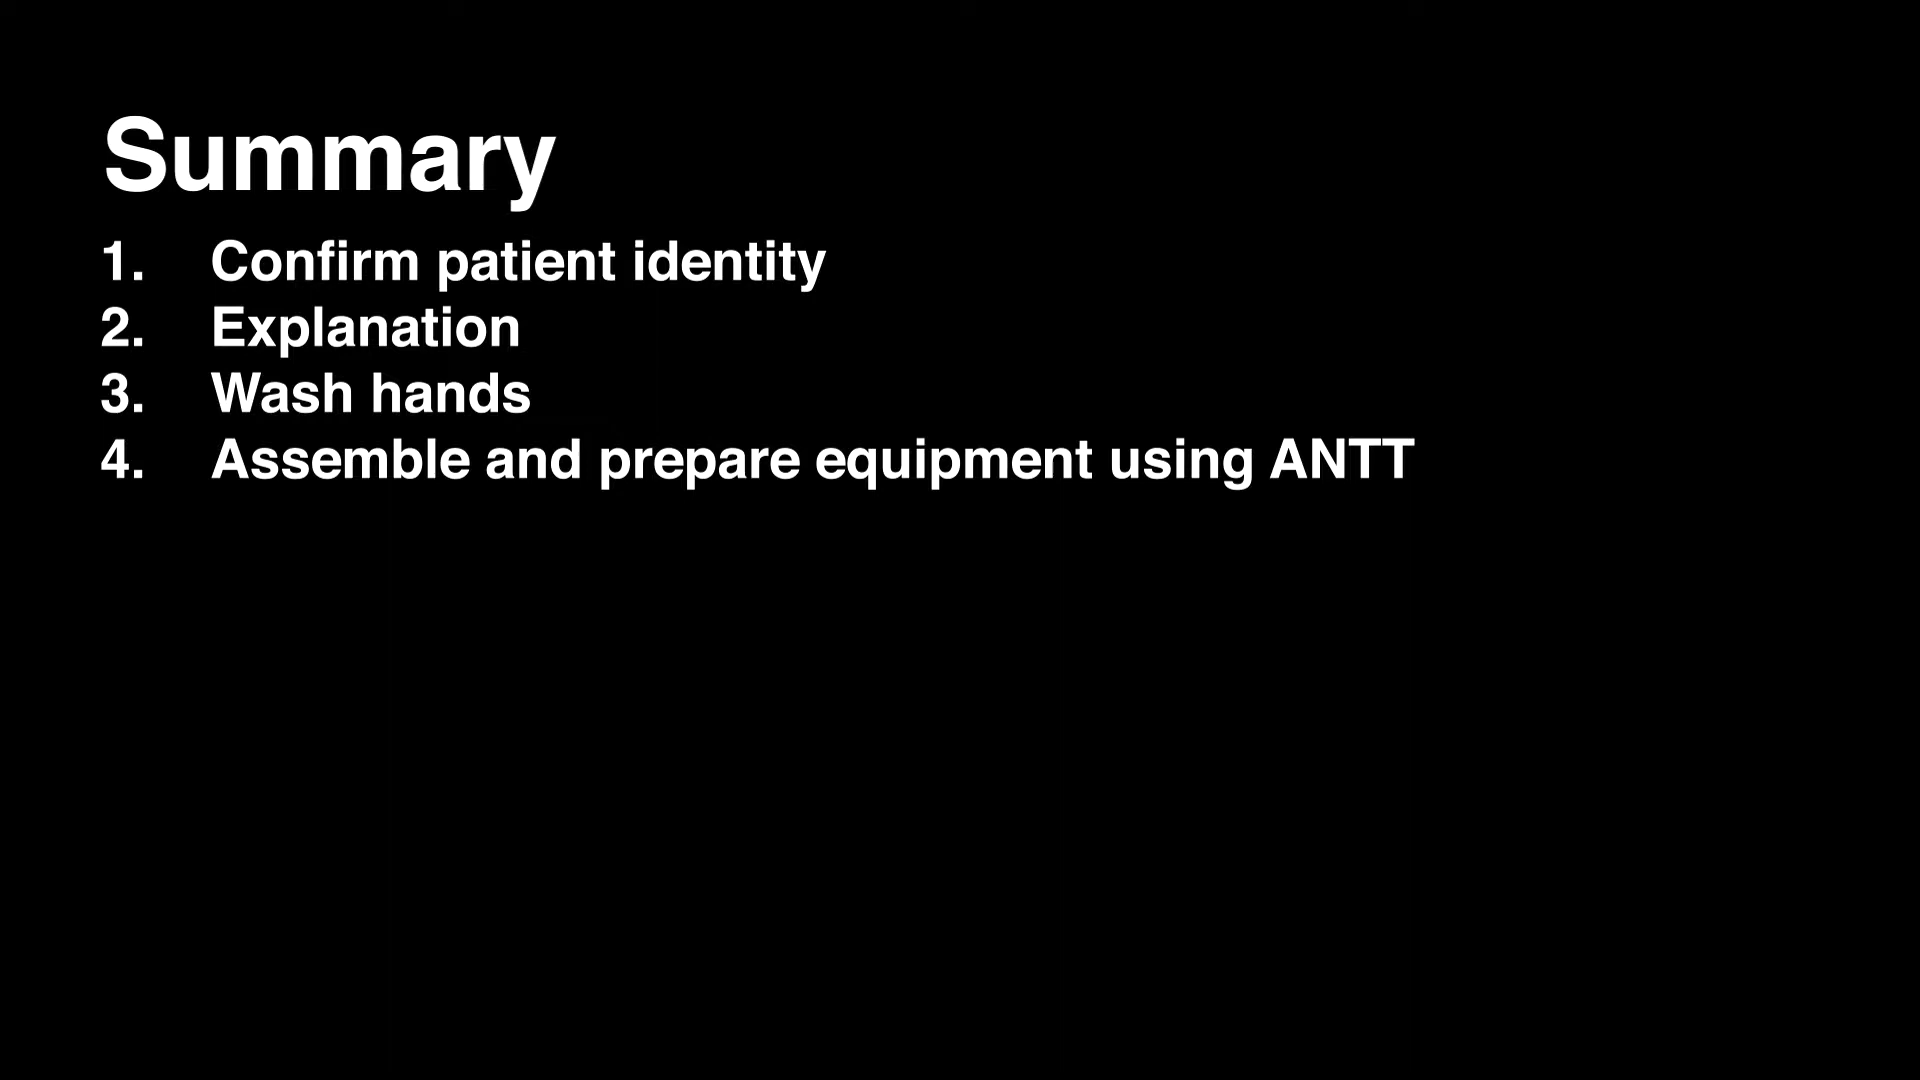 Summary
1. Confirm patient identity
2. Explanation
3. Wash hands
4. Assemble and prepare equipment using ANTT